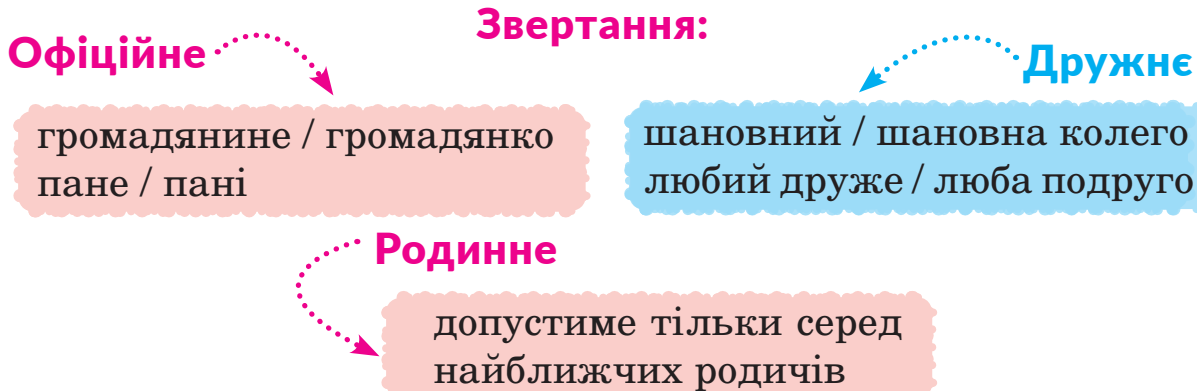 Звертання:
Офіційне
громадянине / громадянко
пане / пані
Дружнє
шановний / шановна колего
любий друже / люба подруго
Родинне
допустиме тільки серед
найближчих родичів